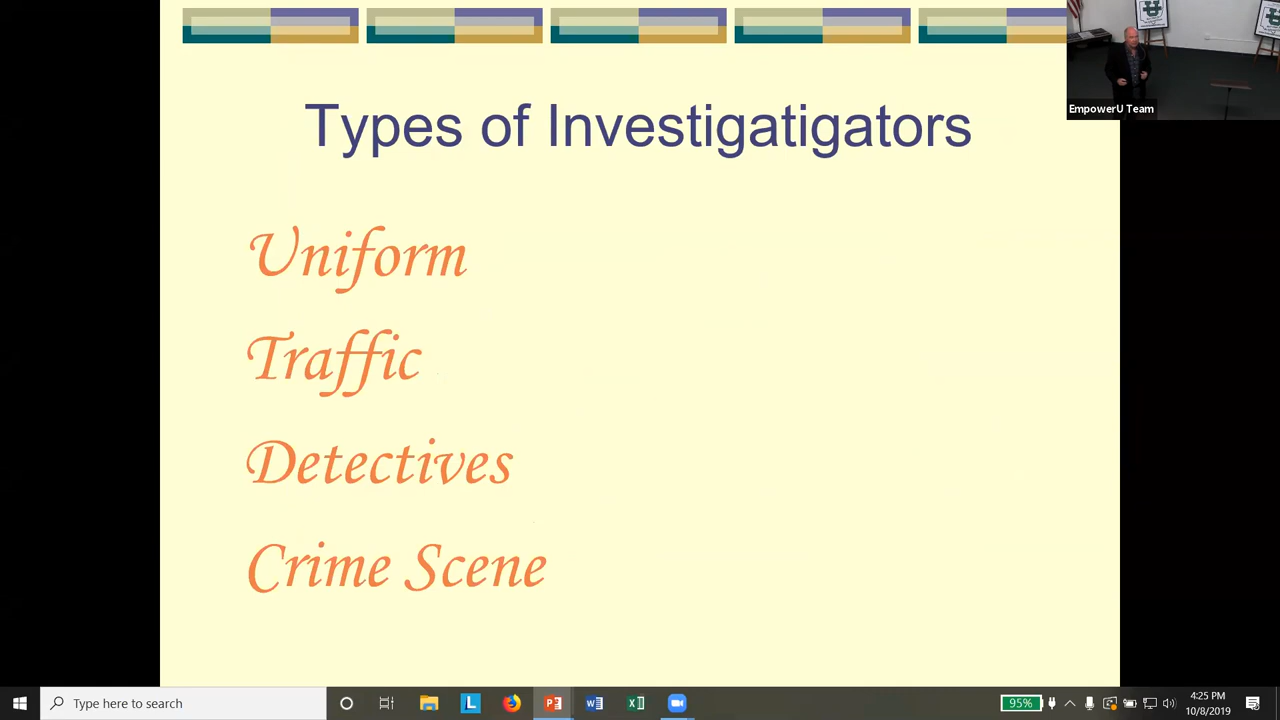 Types of Investigatigators
Uniform
Traffic
Detectives
Crime Scene
EmpowerU Team
Type here to search
95%
4:25 PM
10/8/2019